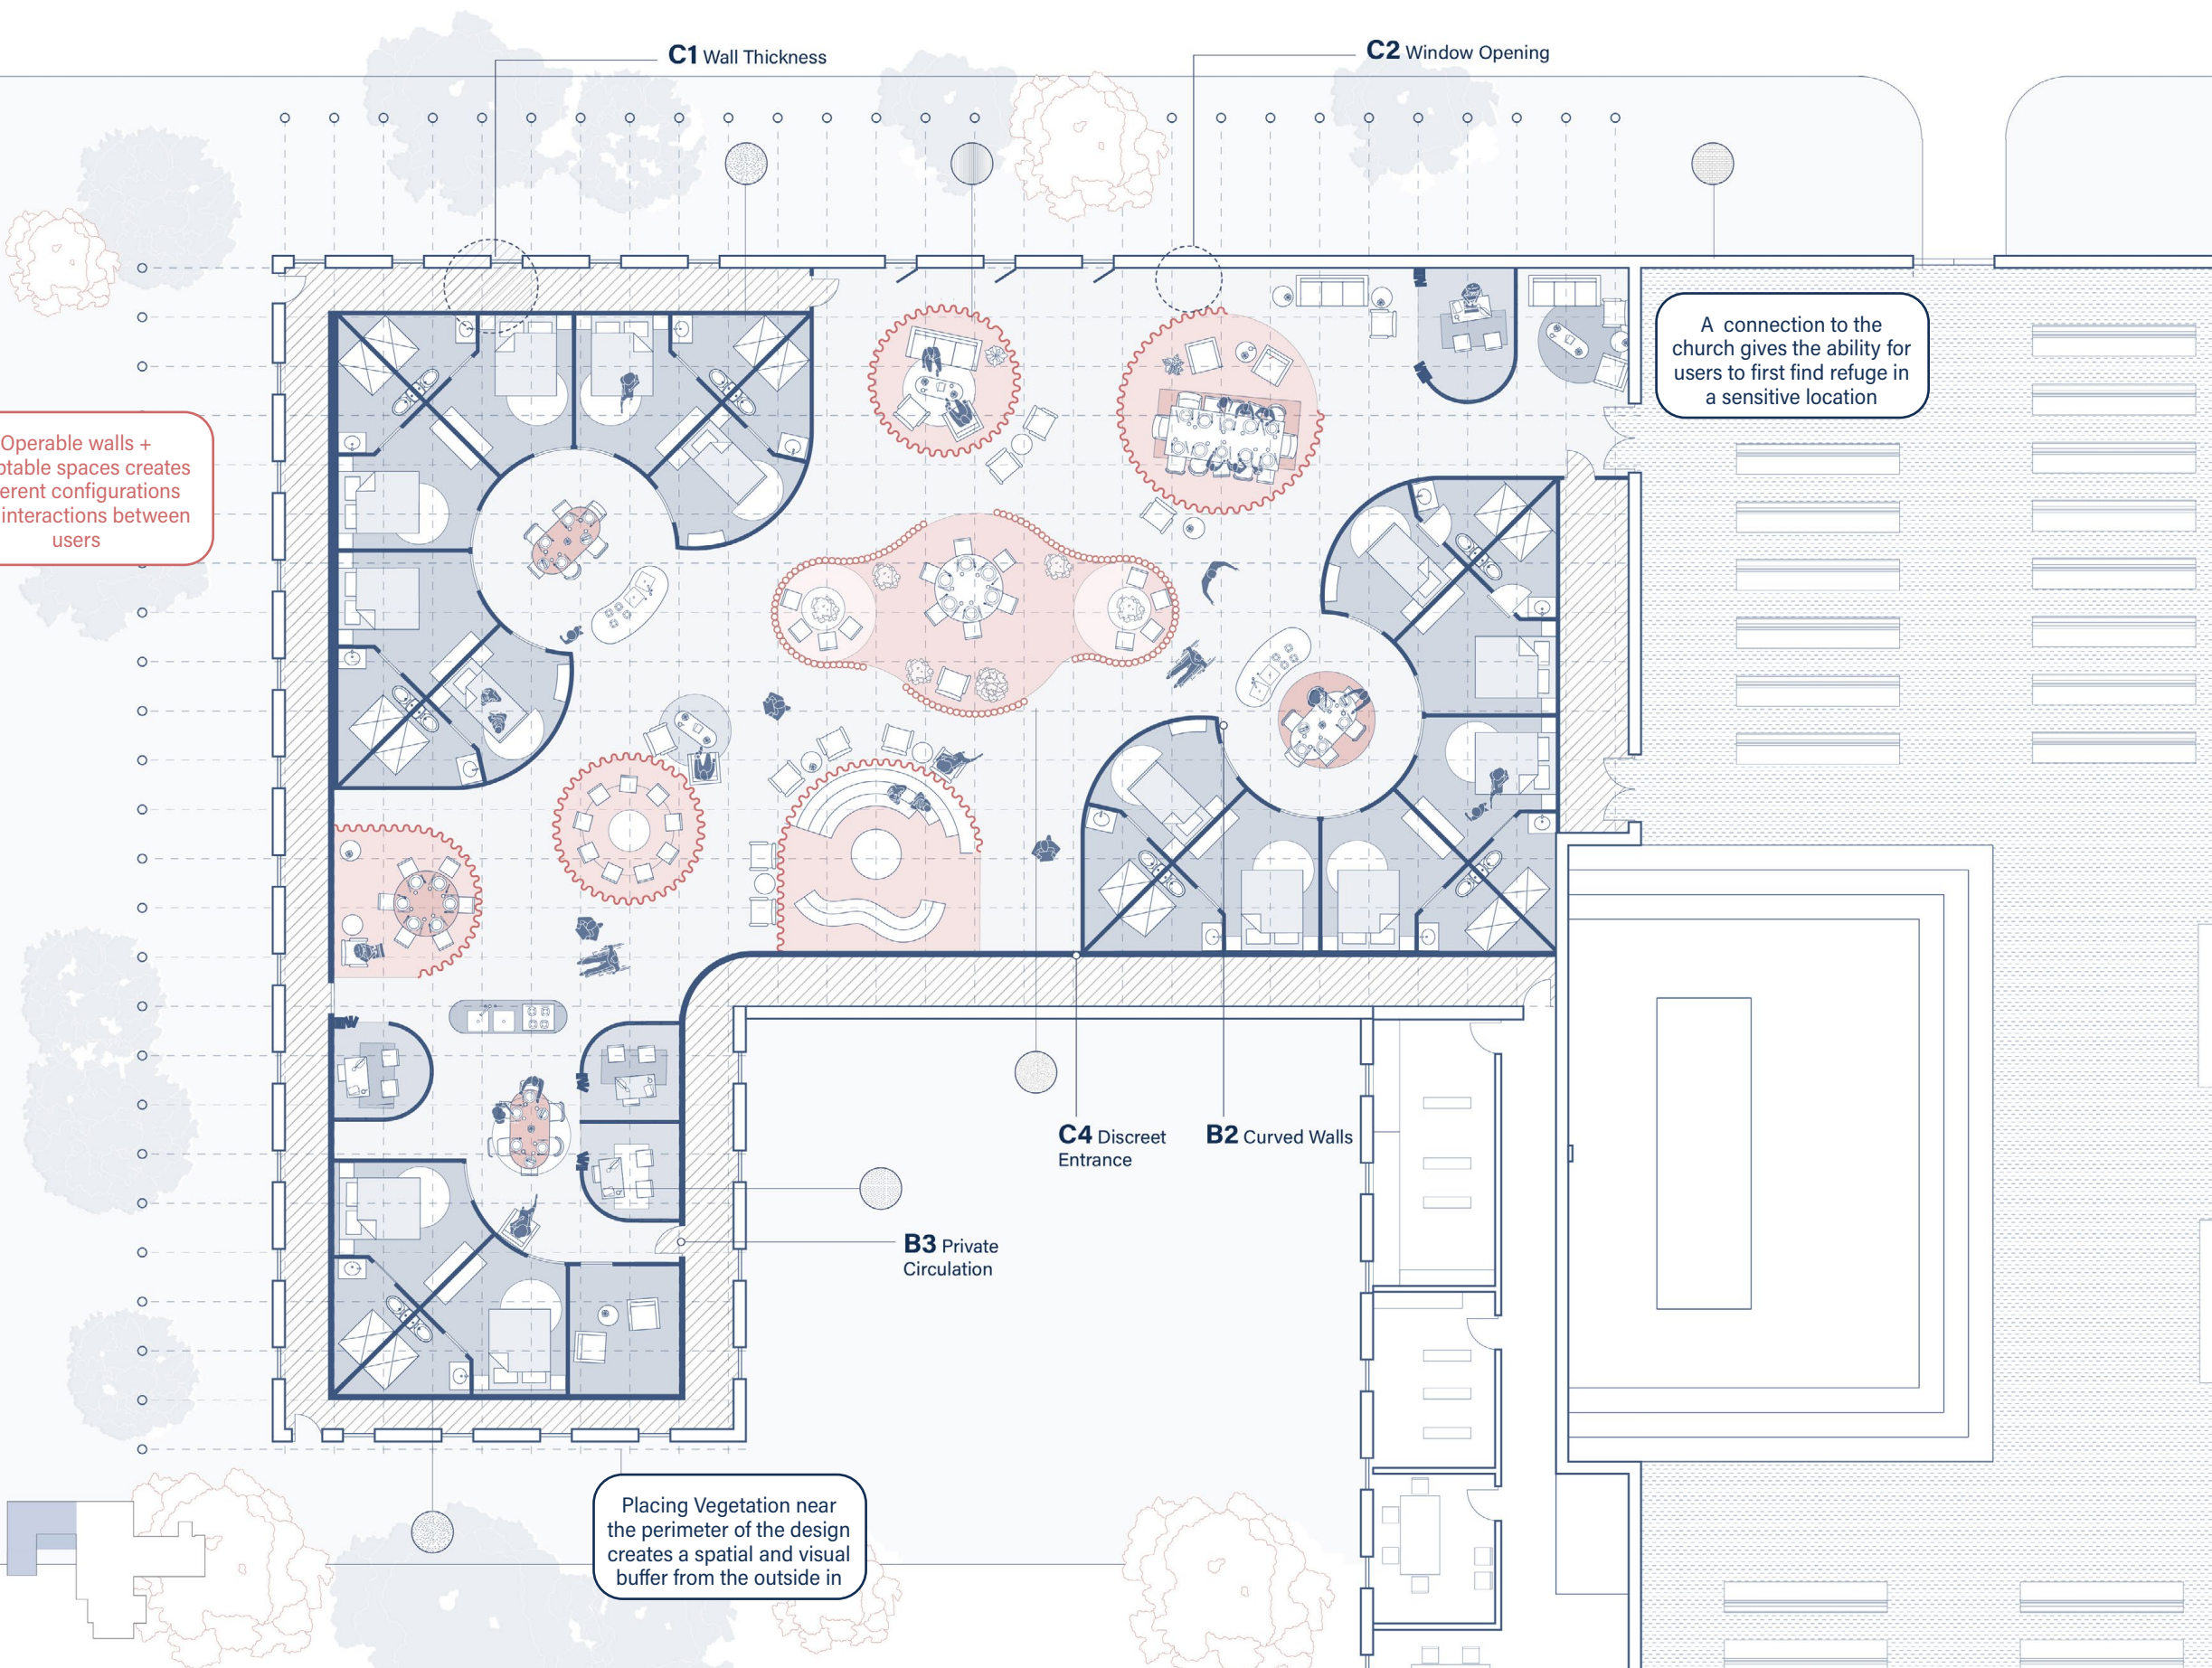 C1 Wall Thickness
C2 Window Opening
A connection to the
church gives the ability for
users to first find refuge in
a sensitive location
Operable walls +
ptable spaces creates
erent configurations
interactions between
users
C4 Discreet
Entrance
B2 Curved Walls
B3 Private
Circulation
Placing Vegetation near
the perimeter of the design
creates a spatial and visual
buffer from the outside in